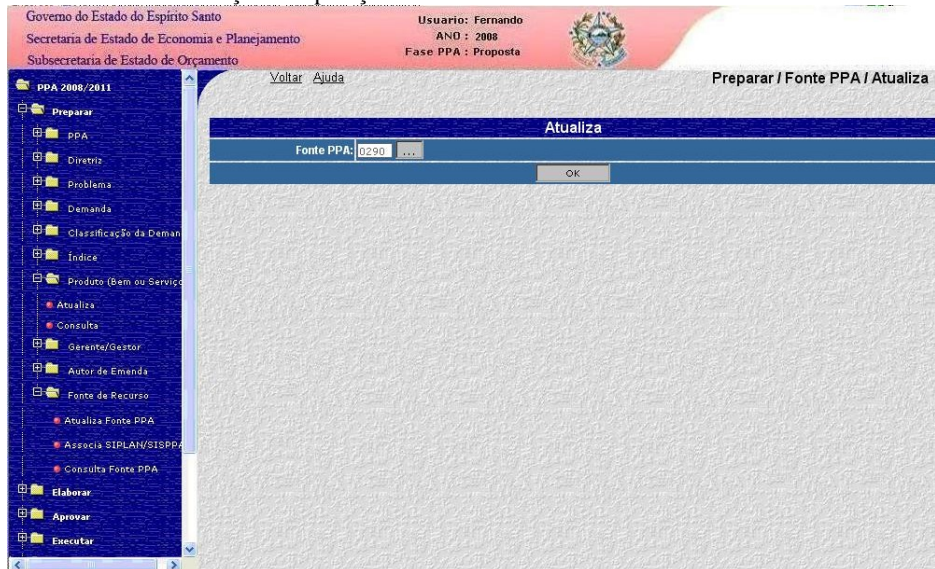 Governo do Estado do Espírito Santo
Secretaria de Estado de Economia e Planejamento
Subsecretaria de Estado de Orçamento
Usuario: Fernando
ANO : 2008
Fase PPA : Proposta
Voltar Ajuda
Preparar / Fonte PPA / Atualiza
PPA 2008/2011
Preparar
PPA
Diretriz
Problema
Demanda
Classificação da Deman
Índice
Produto (Bem ou Serviço
Atualiza
Consulta
Gerente/Gestor
Autor de Emenda
Fonte de Recurso
Atualiza Fonte PPA
Associa SIPLAN/SISPPA
Consulta Fonte PPA
Elaborar
Aprovar
Executar
Atualiza
Fonte PPA: 0290 ...
OK